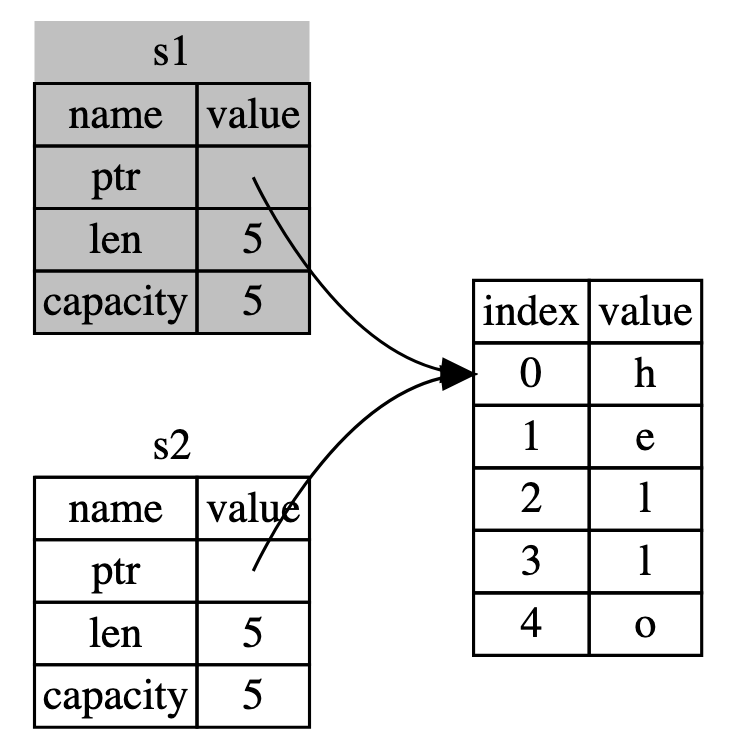 s1
name value
ptr
len 5
capacity 5
s2
name value
ptr
len 5
capacity 5
index value
0 h
1 e
2 l
3 l
4 o